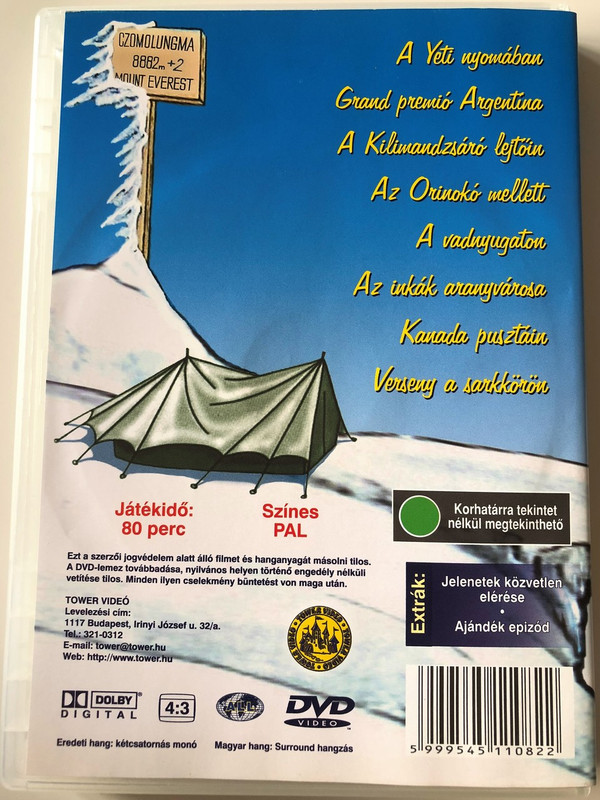 CZOMOLUNGMA
8882m +2
MOUNT EVEREST
A Yeti nyomában
Grand premió Argentína
A Kilimandzsáró lejtőin
Az Orinokó mellett
A vadnyugaton
Az inkák aranyvárosa
Kanada pusztáin
Verseny a sarkkörön
Játékidő:
80 perc
Színes
PAL
Korhatárra tekintet
nélkül megtekinthető
Ezt a szerzői jogvédelem alatt álló filmet és hanganyagát másolni tilos.
A DVD-lemez továbbadása, nyilvános helyen történő engedély nélküli
vetítése tilos. Minden ilyen cselekmény büntetést von maga után.
Extrák:
Jelenetek közvetlen
elérése
•
Ajándék epizód
TOWER VIDEÓ
Levelezési cím:
1117 Budapest, Irinyi József u. 32/a.
Tel.: 321-0312
E-mail: tower@tower.hu
Web: http://www.tower.hu
TOWER VIDEO
DOLBY
DIGITAL
4:3
ALL
DVD
VIDEO
5 999545 110822
Eredeti hang: kétcsatornás monó
Magyar hang: Surround hangzás